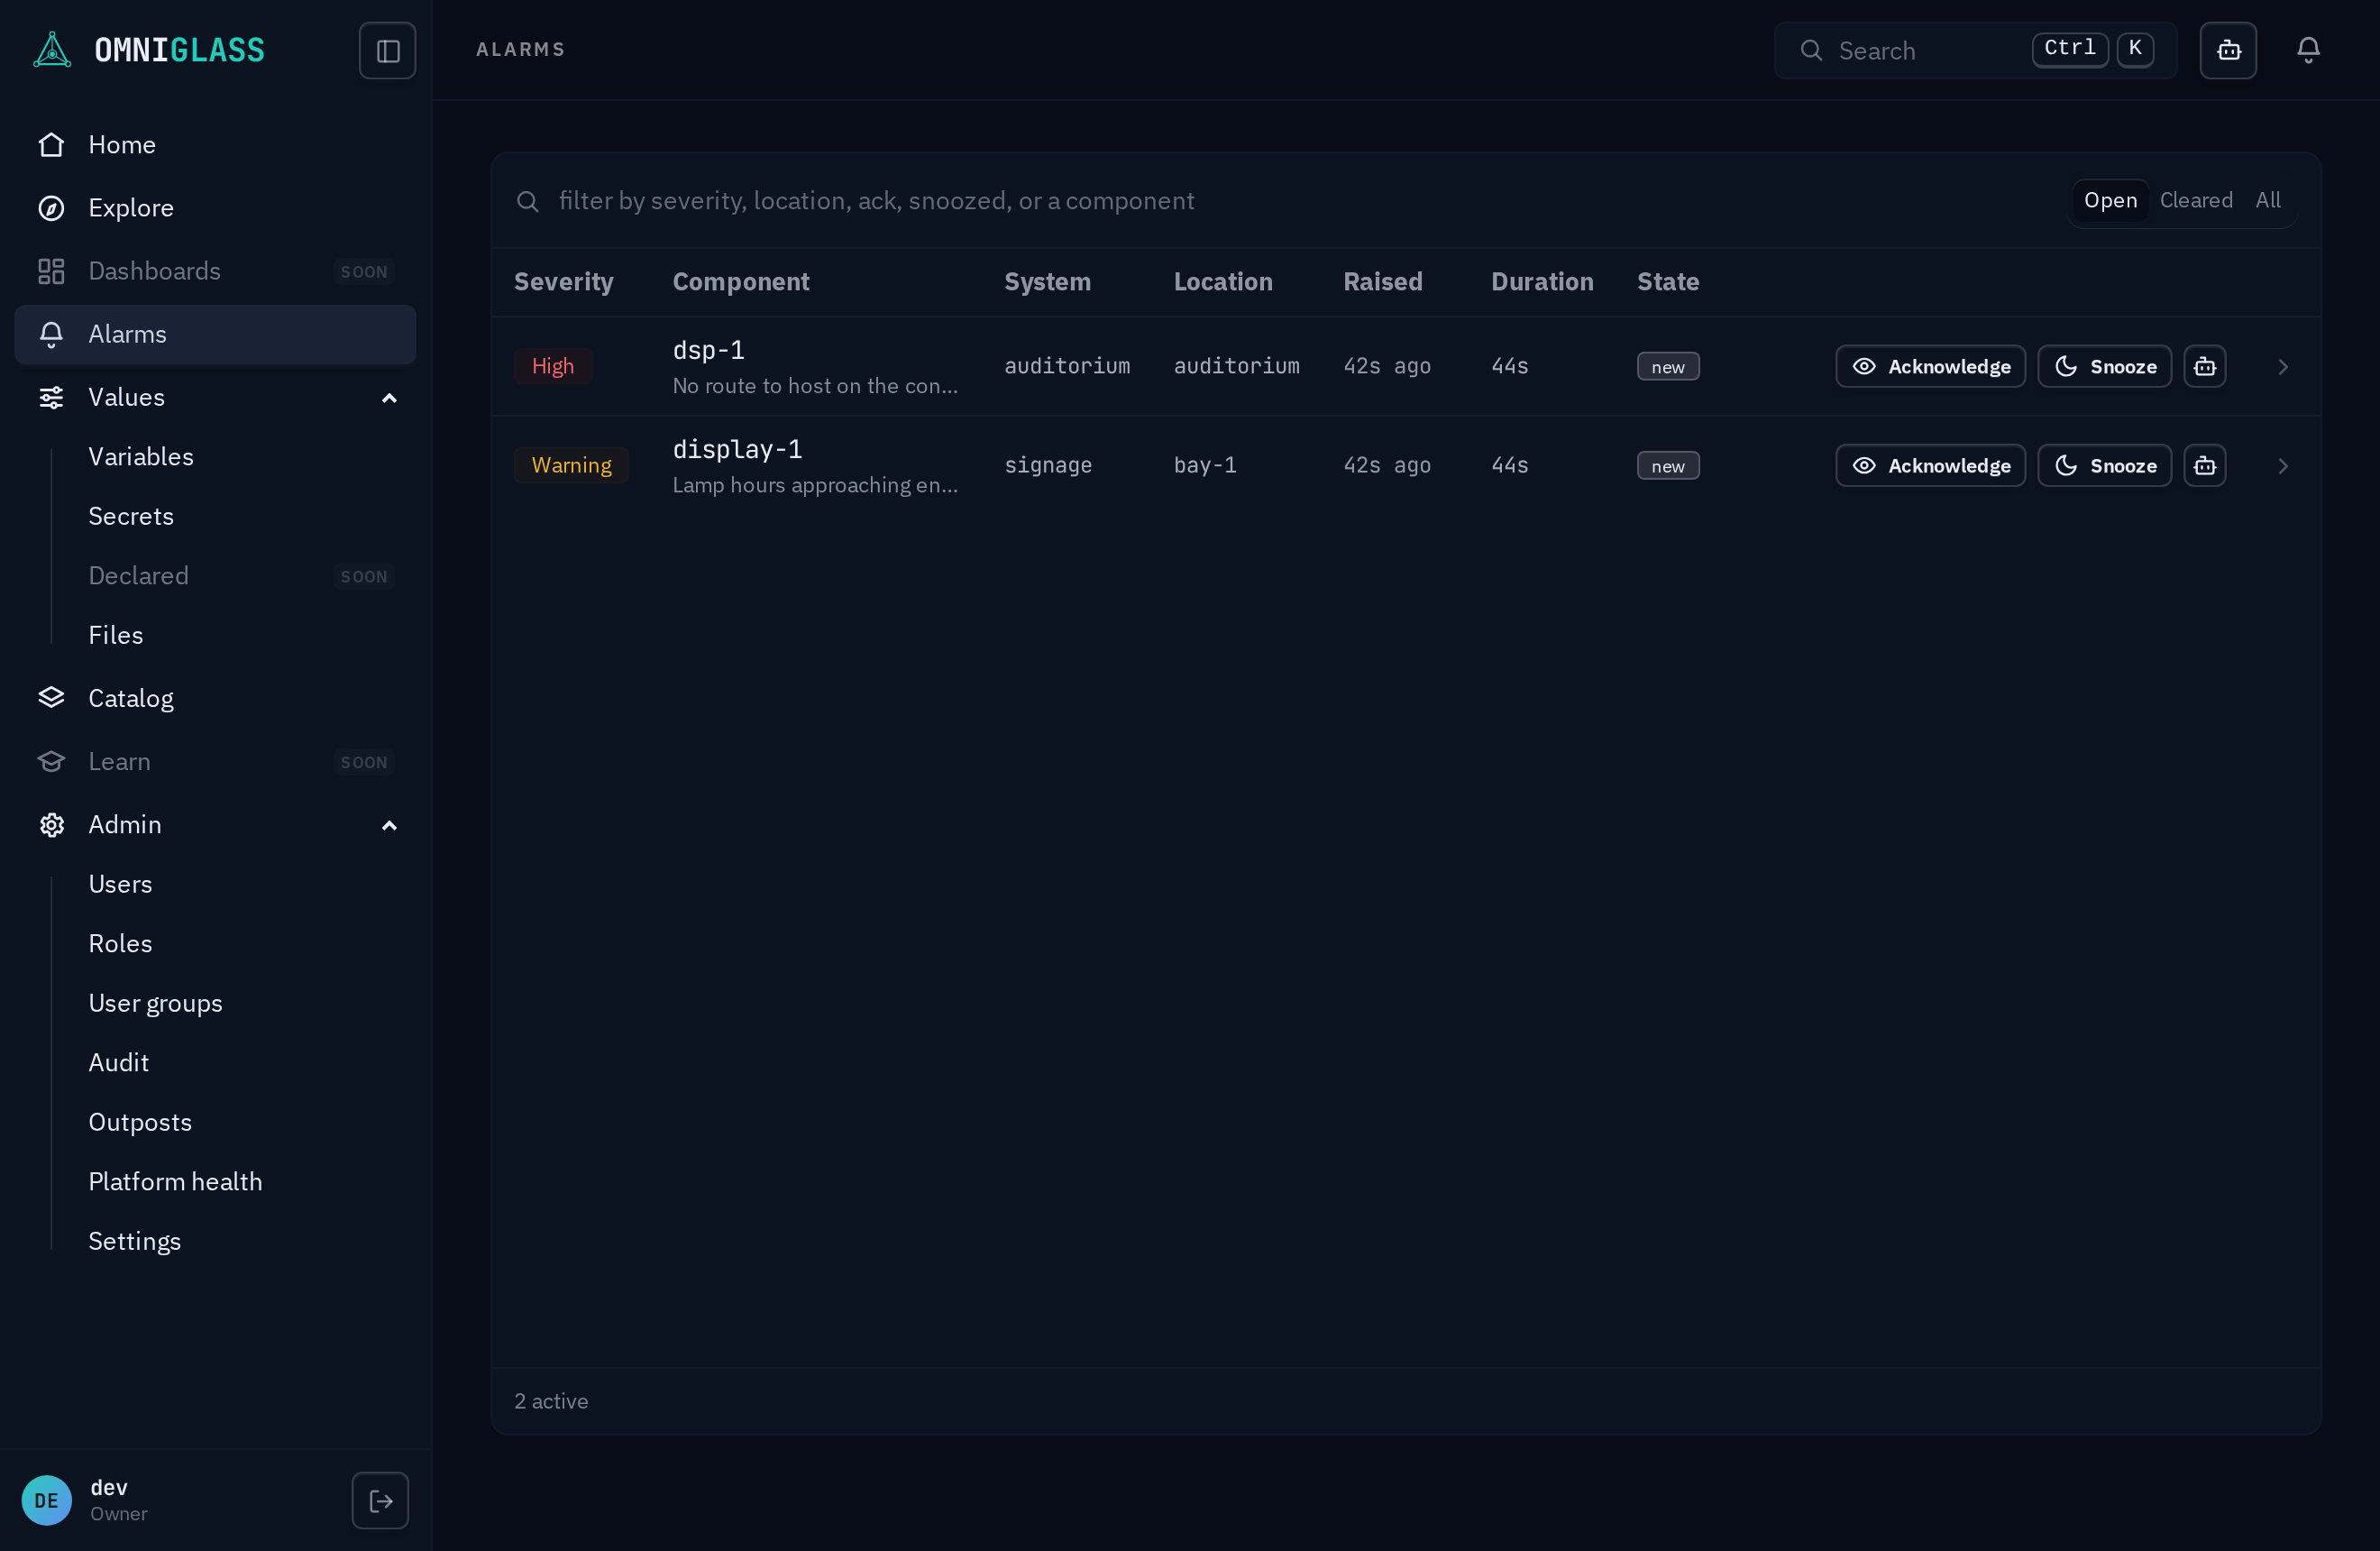 OMNIGLASS
ALARMS
Search Ctrl K
Home
Explore
Dashboards SOON
Alarms
Values
Variables
Secrets
Declared SOON
Files
Catalog
Learn SOON
Admin
Users
Roles
User groups
Audit
Outposts
Platform health
Settings
DE dev
Owner
filter by severity, location, ack, snoozed, or a component
Open Cleared All
Severity Component System Location Raised Duration State
High dsp-1 auditorium auditorium 42s ago 44s new Acknowledge Snooze
No route to host on the con...
Warning display-1 signage bay-1 42s ago 44s new Acknowledge Snooze
Lamp hours approaching en...
2 active